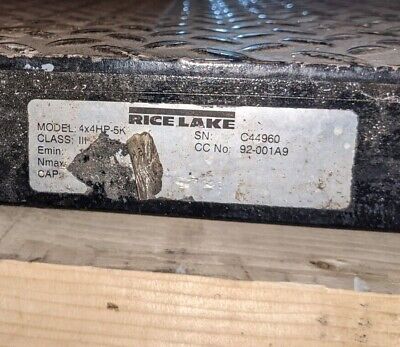 RICE LAKE
MODEL: 4x4HP-5K SN: C44960
CLASS: III CC No: 92-001A9
Emin:
Nmax
CAP: